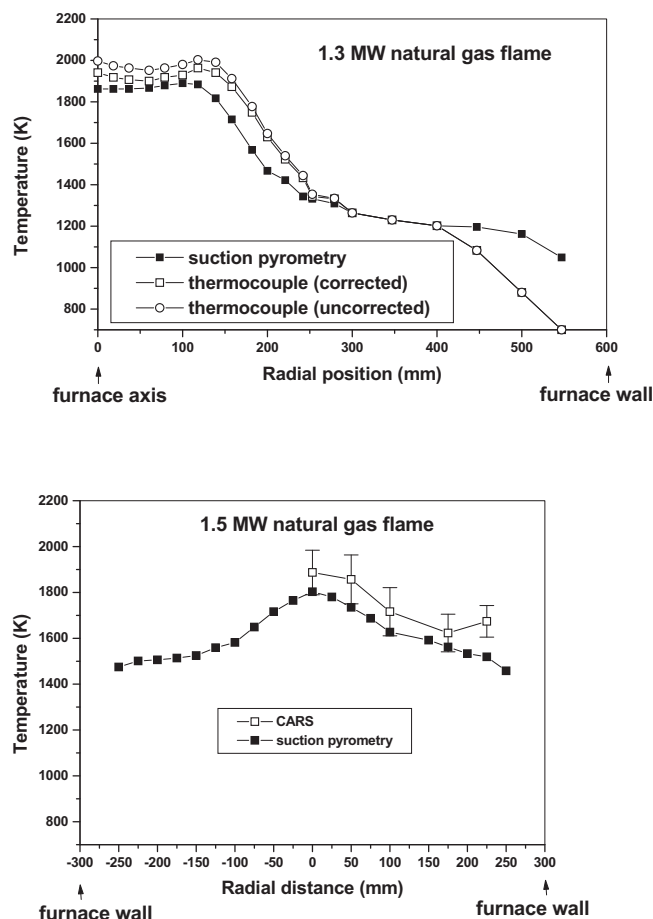 2200
1.3 MW natural gas flame
2000
1800
1600
1400
1200
1000
800
Temperature (K)
suction pyrometry
thermocouple (corrected)
thermocouple (uncorrected)
0 100 200 300 400 500 600
Radial position (mm)
furnace axis furnace wall
2200
1.5 MW natural gas flame
2000
1800
1600
1400
1200
1000
800
Temperature (K)
CARS
suction pyrometry
-300 -250 -200 -150 -100 -50 0 50 100 150 200 250 300
Radial distance (mm)
furnace wall furnace wall